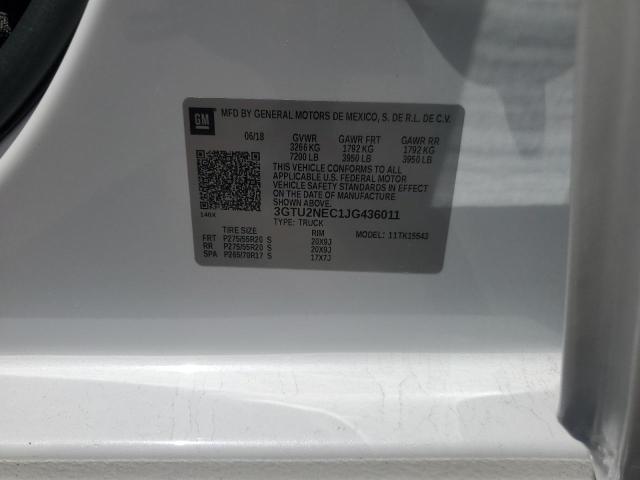 GM
MFD BY GENERAL MOTORS DE MEXICO, S. DE R.L. DE C.V.
06/18 GVWR GAWR FRT GAWR RR
3266 KG 1792 KG 1792 KG
7200 LB 3950 LB 3950 LB
THIS VEHICLE CONFORMS TO ALL
APPLICABLE U.S. FEDERAL MOTOR
VEHICLE SAFETY STANDARDS IN
EFFECT ON THE DATE OF MANUFACTURE
SHOWN ABOVE.
3GTU2NEC1JG436011
140X TYPE: TRUCK
TIRE SIZE RIM MODEL: 11TK15543
FRT P275/55R20 S 20X9J
RR P275/55R20 S 20X9J
SPA P265/70R17 S 17X7J